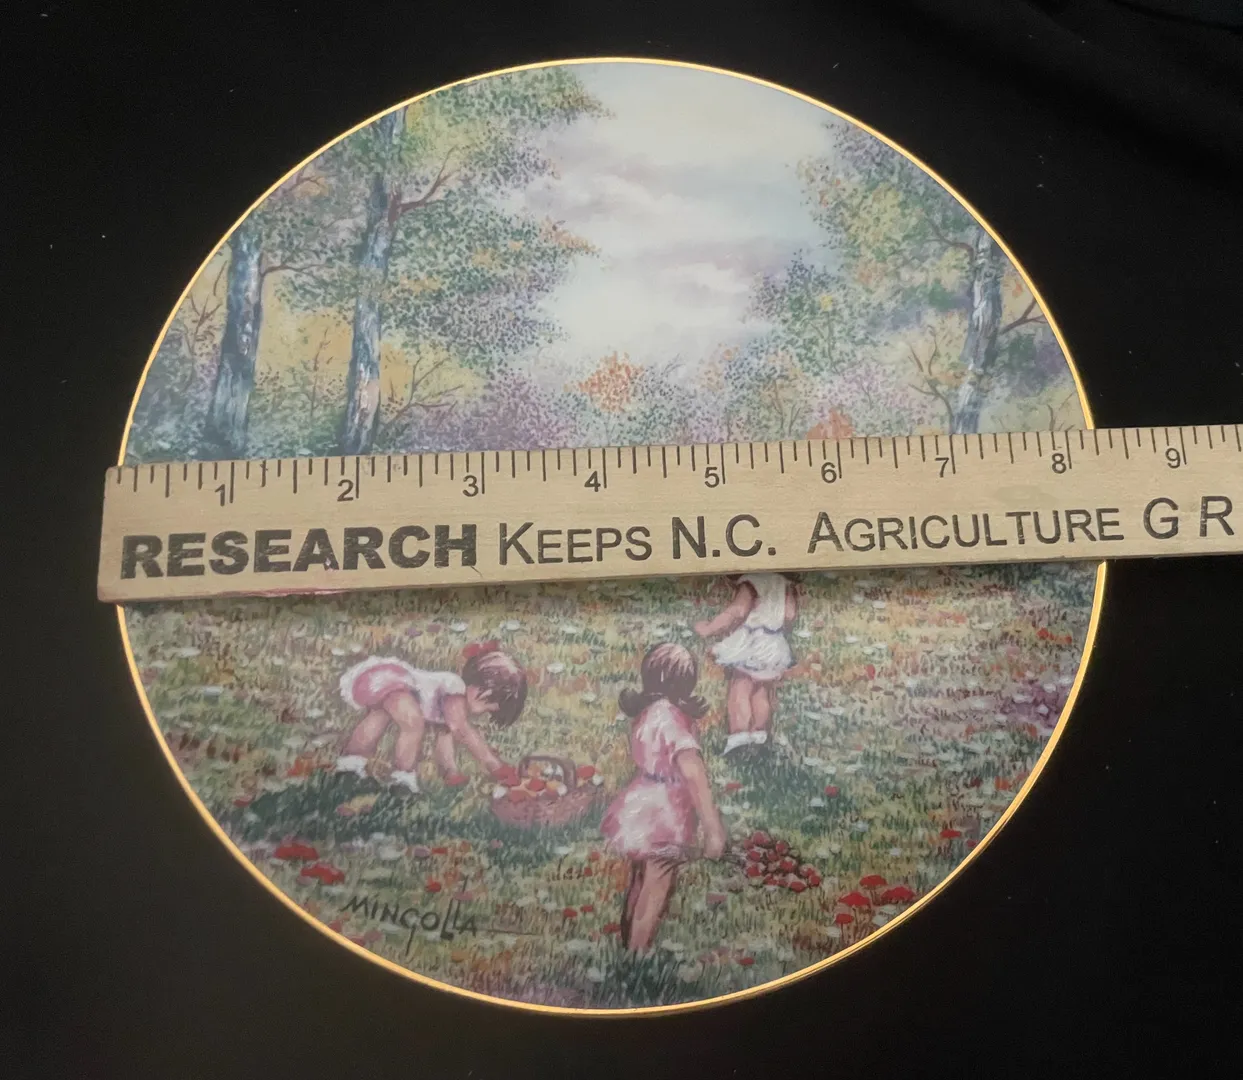 1 2 3 4 5 6 7 8 9
RESEARCH KEEPS N.C. AGRICULTURE G R
MINGOLLA